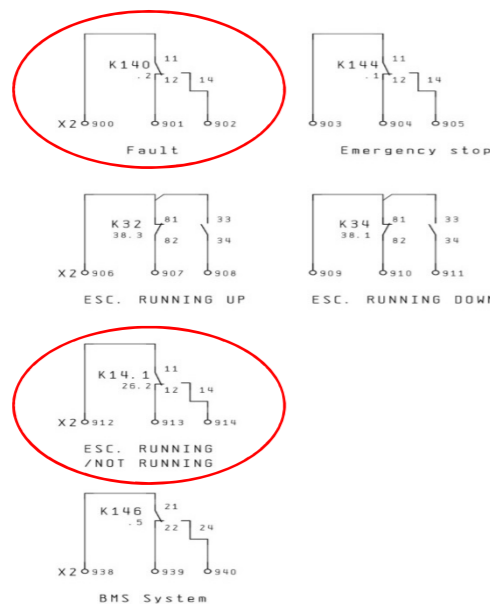 K140 11 K144 11
.2 12 14 .1 12 14
X2 900 901 902 903 904 905
Fault Emergency stop
K32 81 33 K34 81 33
38.3 82 34 38.1 82 34
X2 906 907 908 909 910 911
ESC. RUNNING UP ESC. RUNNING DOWN
K14.1 11
26.2 12 14
X2 912 913 914
ESC. RUNNING
/NOT RUNNING
K146 21
.5 22 24
X2 938 939 940
BMS System